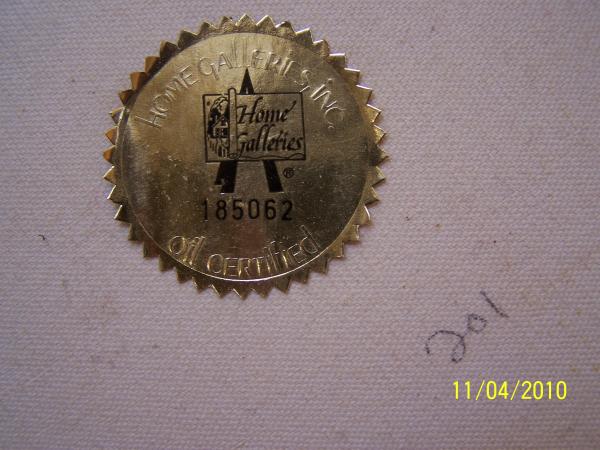 HOME GALLERIES, INC.
Home
Galleries
®
185062
oil CERTIfied
201
11/04/2010